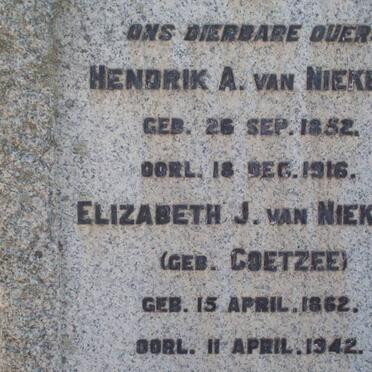 ONS DIERBARE OUER
HENDRIK A. VAN NIEKE
GEB. 26 SEP. 1852.
OORL. 18 DEC. 1916.
ELIZABETH J. VAN NIEK
(GEB. COETZEE)
GEB. 15 APRIL. 1862.
OORL. 11 APRIL. 1942.